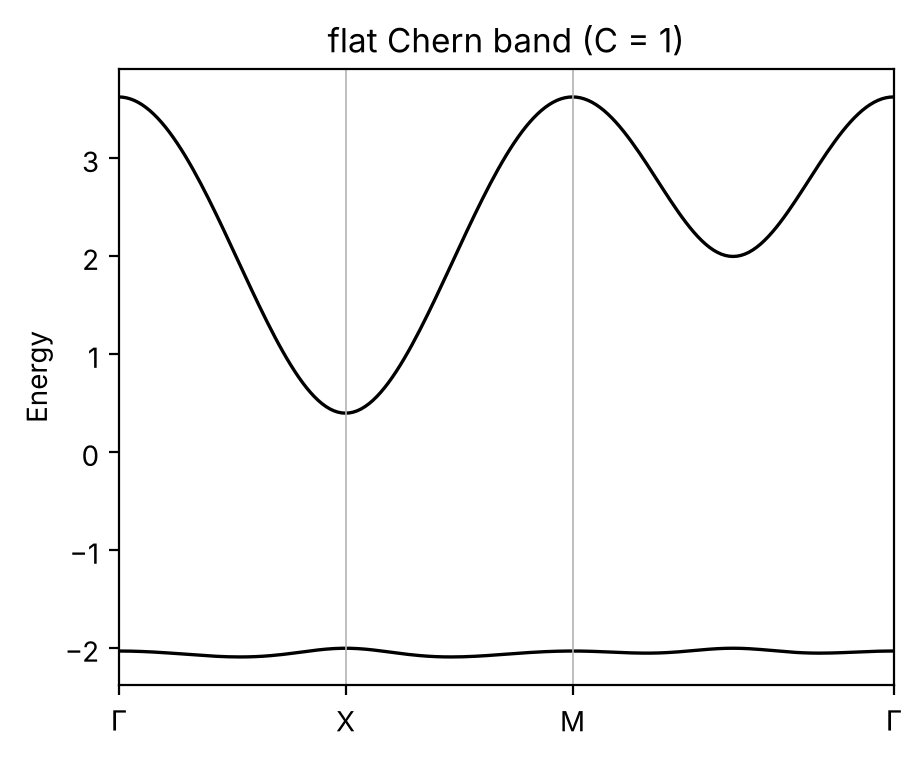 flat Chern band (C = 1)
Energy
3
2
1
0
−1
−2
Γ X M Γ